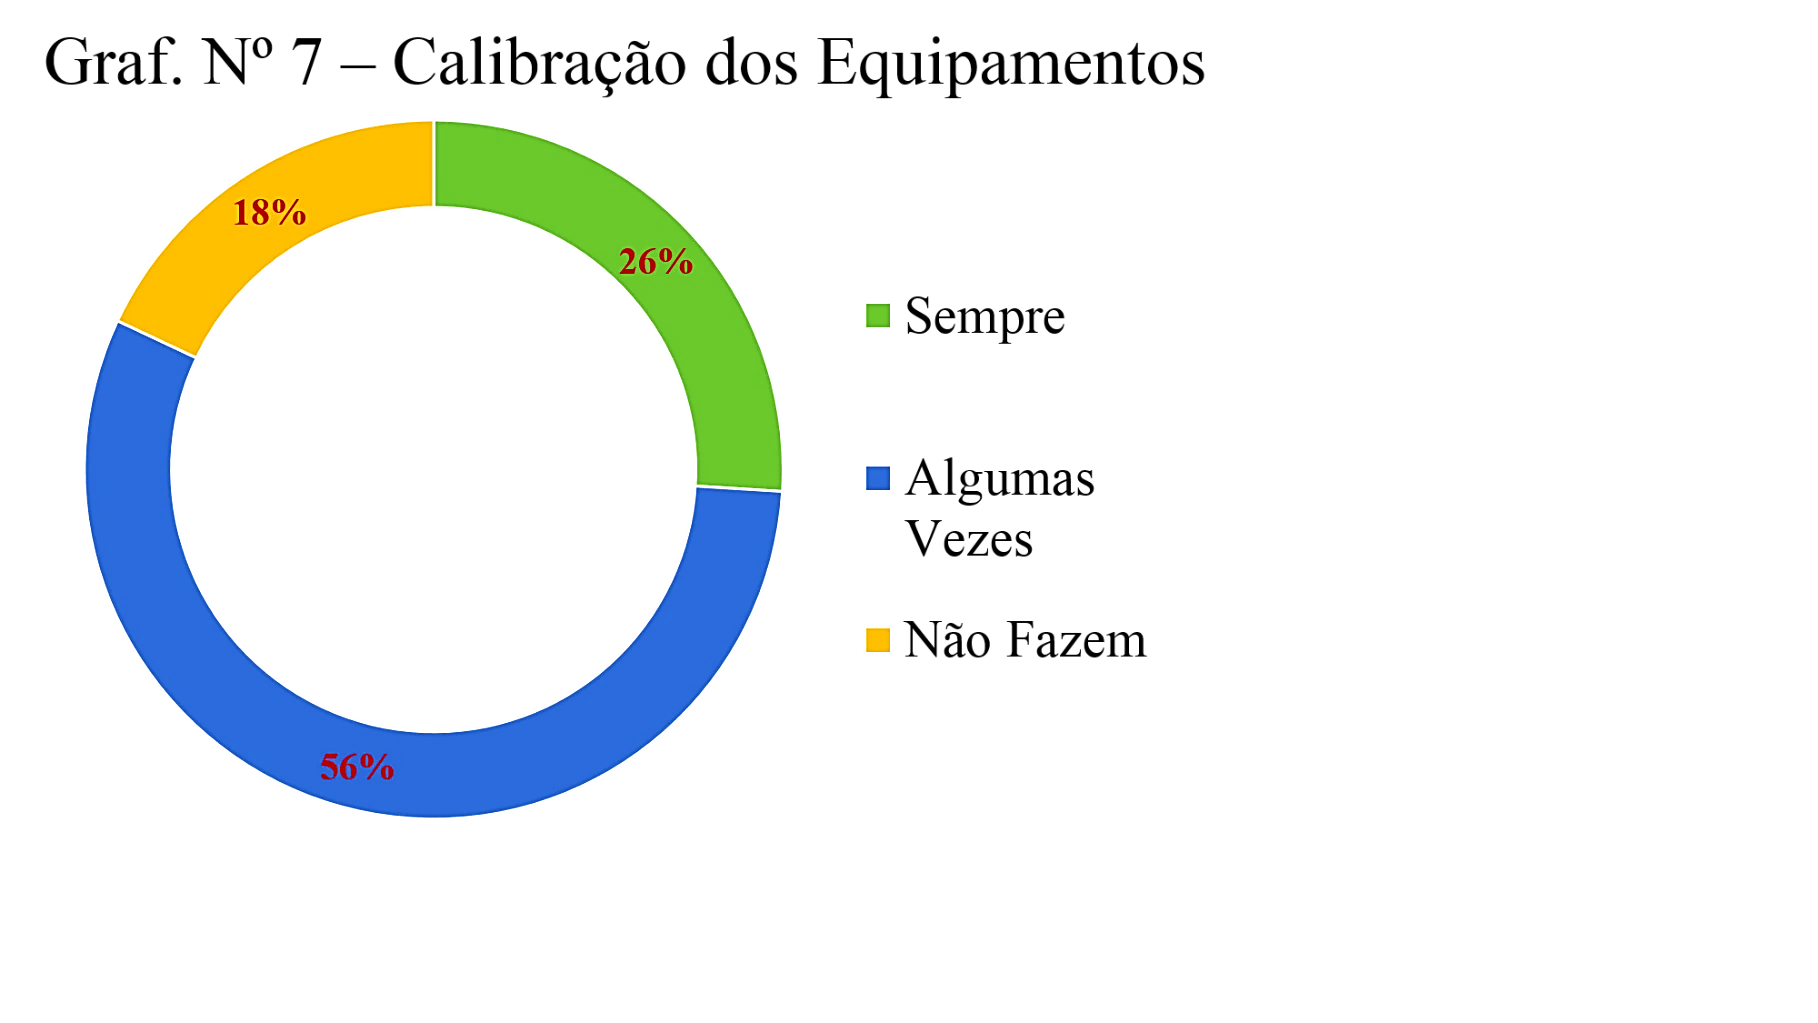 Graf. Nº 7 – Calibração dos Equipamentos
18%
26%
Sempre
Algumas
Vezes
Não Fazem
56%